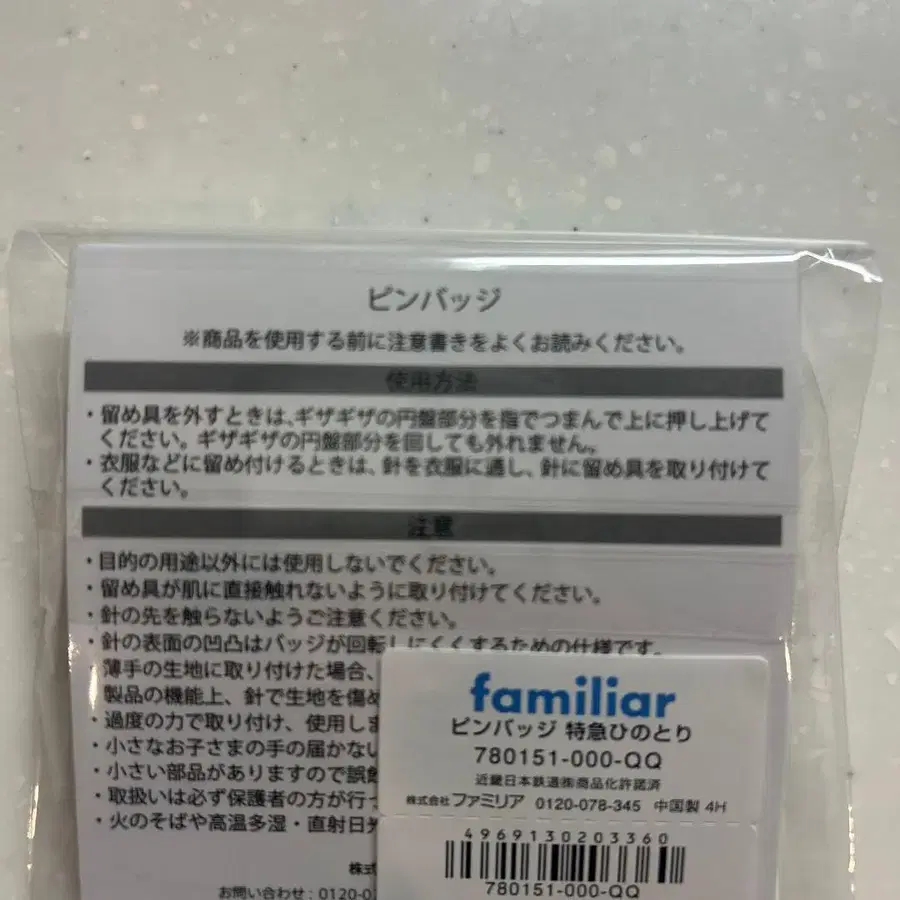 ピンバッジ
※商品を使用する前に注意書きをよくお読みください。
使用方法
・留め具を外すときは、ギザギザの円盤部分を指でつまんで上に押し上げて
ください。ギザギザの円盤部分を回しても外れません。
・衣服などに留め付けるときは、針を衣服に通し、針に留め具を取り付けて
ください。
注意
・目的の用途以外には使用しないでください。
・留め具が肌に直接触れないように取り付けてください。
・針の先を触らないようご注意ください。
・針の表面の凹凸はバッジが回転しにくくするための仕様です。
薄手の生地に取り付けた場合、
製品の機能上、針で生地を傷め
・過度の力で取り付け、使用しま
・小さなお子さまの手の届かない
・小さい部品がありますので誤飲
・取扱いは必ず保護者の方が行っ
・火のそばや高温多湿・直射日光
株式
お問い合わせ：0120-0
familiar
ピンバッジ 特急ひのとり
780151-000-QQ
近畿日本鉄道㈱商品化許諾済
株式会社 ファミリア 0120-078-345 中国製 4H
4969130203360
780151-000-QQ